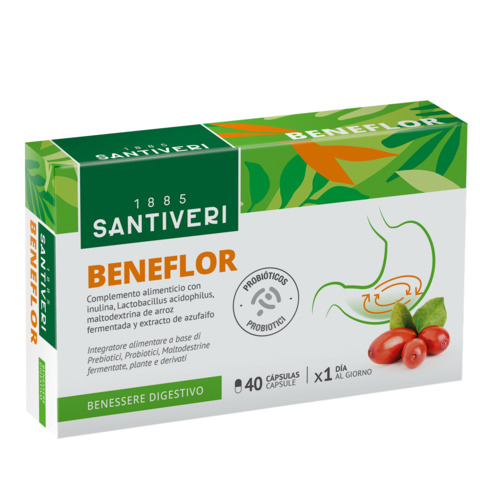 1885
SANTIVERI
BENEFLOR
1885
SANTIVERI
BENEFLOR
Complemento alimenticio con
inulina, Lactobacillus acidophilus,
maltodextrina de arroz
fermentada y extracto de azufaifo
Integratore alimentare a base di
Prebiotici, Probiotici, Maltodestrine
fermentate, plante e derivati
BENESSERE DIGESTIVO
PROBIÓTICOS
PROBIOTICI
40 CÁPSULAS
CAPSULE
x1 DÍA
AL GIORNO
SANTIVERI
BENEFLOR